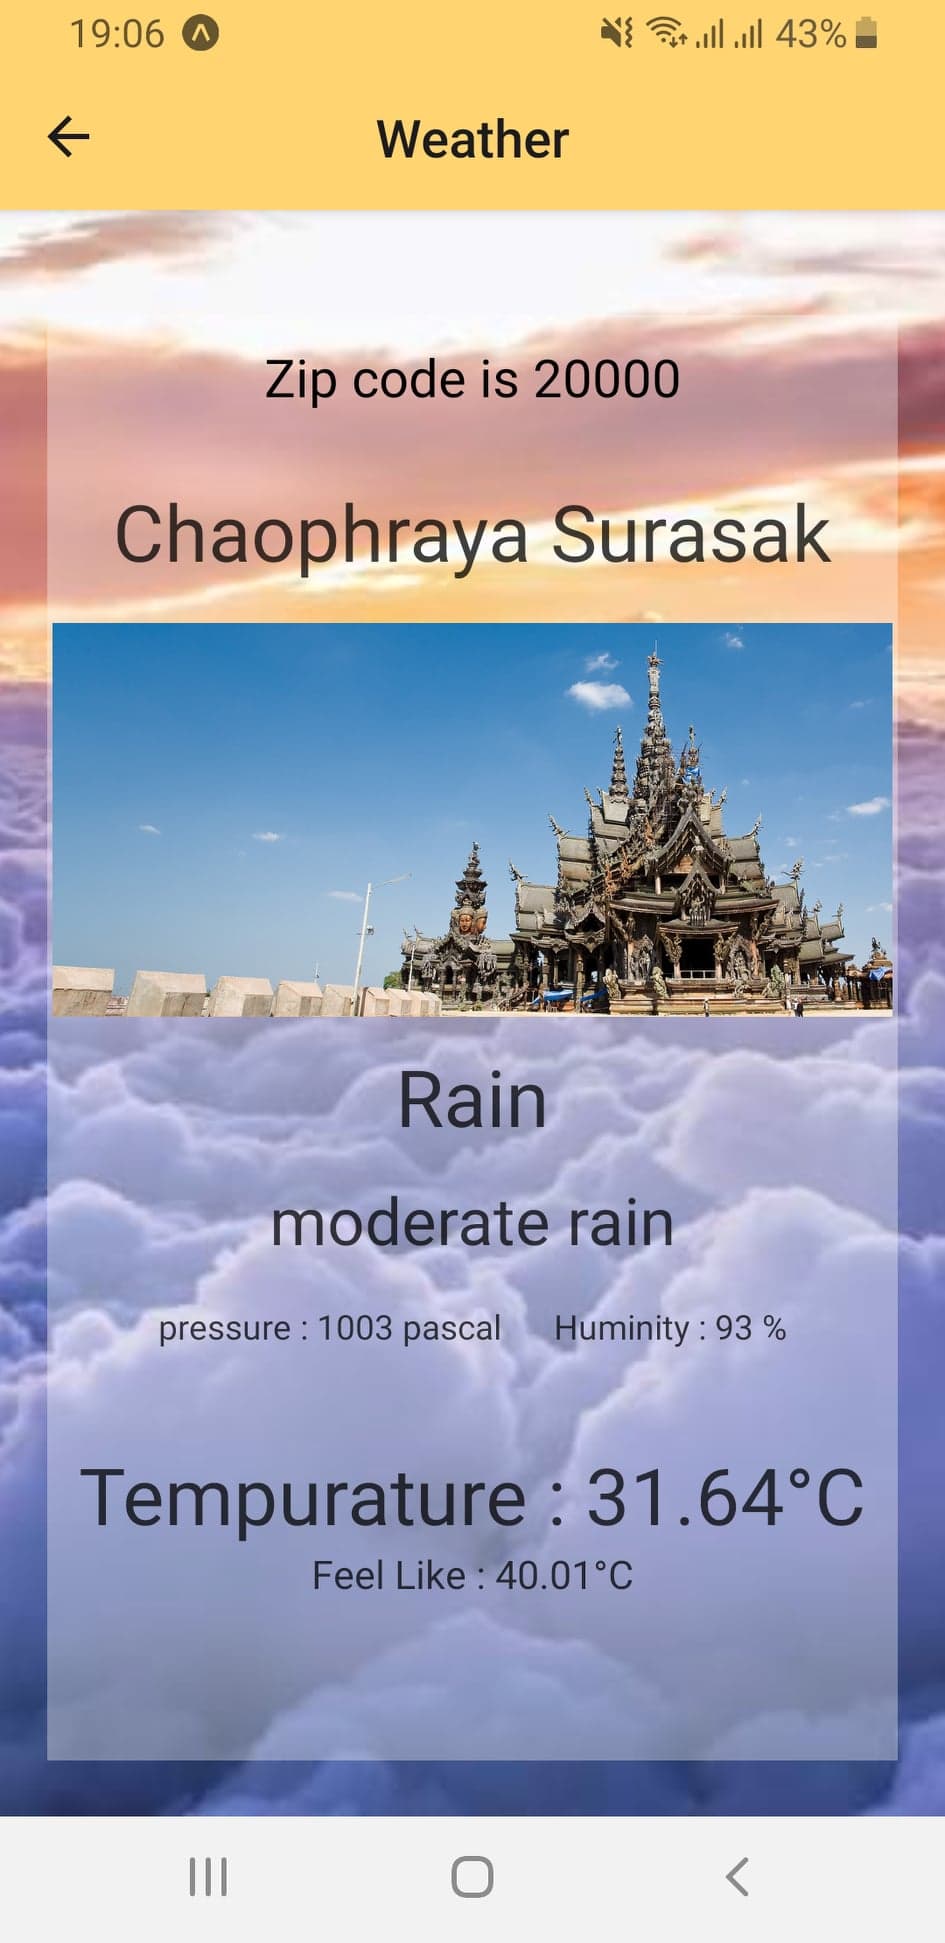 19:06 43%
Weather
Zip code is 20000
Chaophraya Surasak
Rain
moderate rain
pressure : 1003 pascal Huminity : 93 %
Tempurature : 31.64°C
Feel Like : 40.01°C